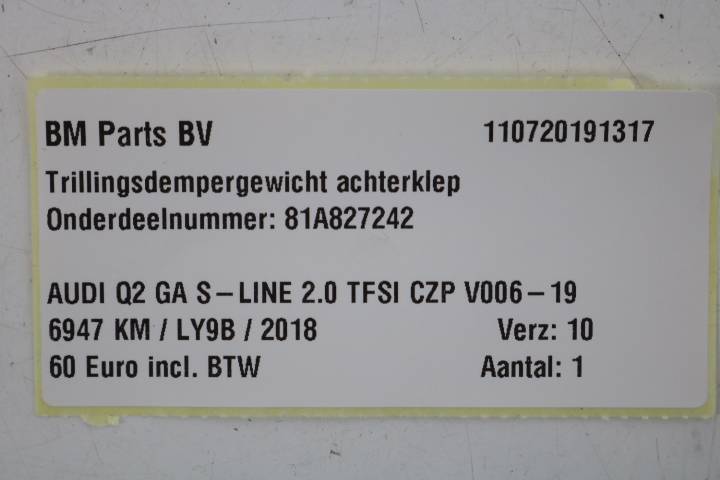 BM Parts BV 110720191317
Trillingsdempergewicht achterklep
Onderdeelnummer: 81A827242
AUDI Q2 GA S-LINE 2.0 TFSI CZP V006-19
6947 KM / LY9B / 2018 Verz: 10
60 Euro incl. BTW Aantal: 1